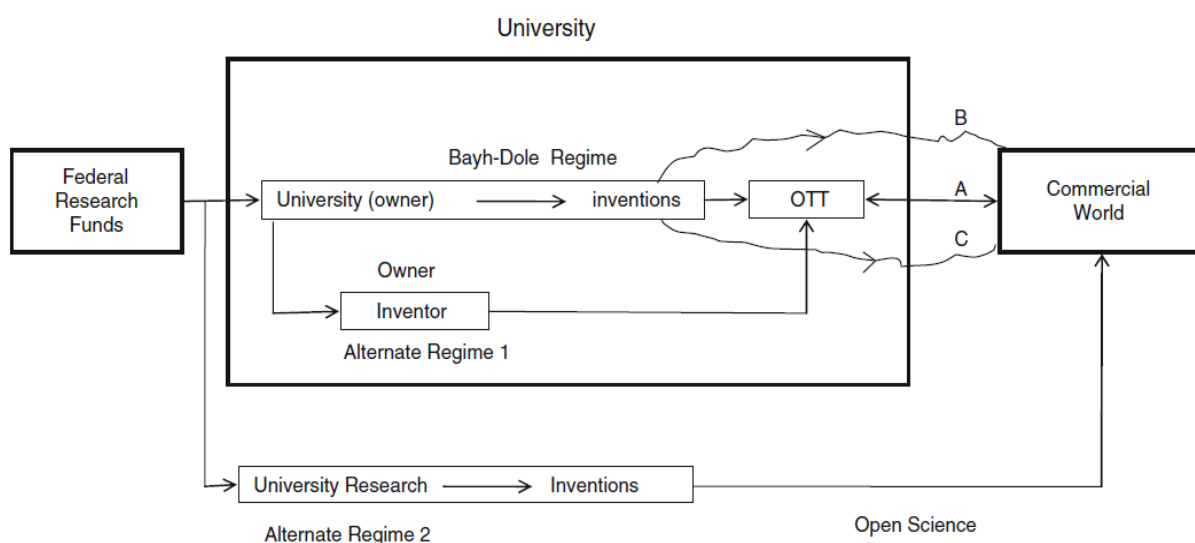 University
Federal
Research
Funds
Bayh-Dole Regime
University (owner)
inventions
OTT
B
A
C
Commercial
World
Owner
Inventor
Alternate Regime 1
University Research
Inventions
Alternate Regime 2
Open Science